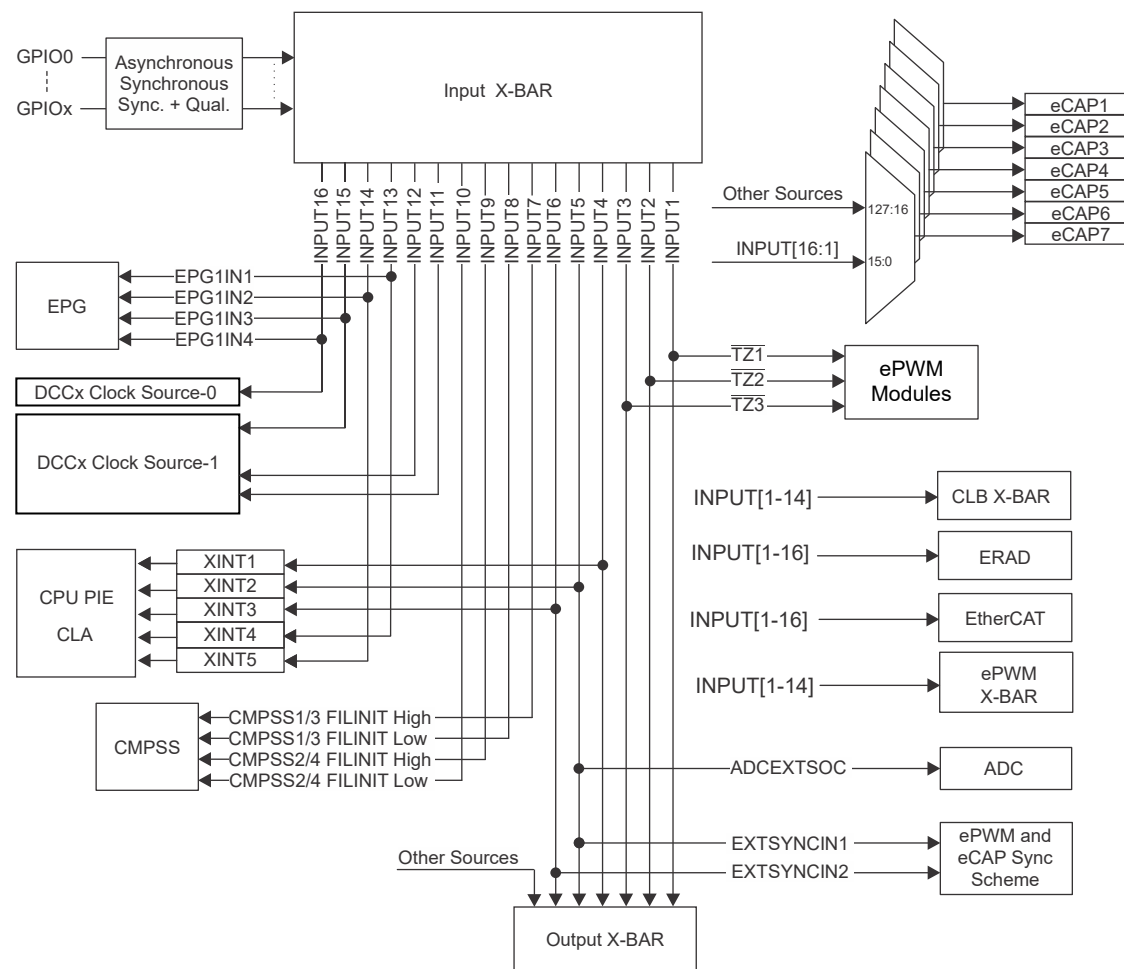 GPIO0
GPIOx
Asynchronous
Synchronous
Sync. + Qual.
Input X-BAR
INPUT16
INPUT15
INPUT14
INPUT13
INPUT12
INPUT11
INPUT10
INPUT9
INPUT8
INPUT7
INPUT6
INPUT5
INPUT4
INPUT3
INPUT2
INPUT1
Other Sources
INPUT[16:1]
127:16
15:0
eCAP1
eCAP2
eCAP3
eCAP4
eCAP5
eCAP6
eCAP7
EPG
EPG1IN1
EPG1IN2
EPG1IN3
EPG1IN4
DCCx Clock Source-0
DCCx Clock Source-1
TZ1
TZ2
TZ3
ePWM
Modules
INPUT[1-14]
CLB X-BAR
INPUT[1-16]
ERAD
INPUT[1-16]
EtherCAT
INPUT[1-14]
ePWM
X-BAR
CPU PIE
CLA
XINT1
XINT2
XINT3
XINT4
XINT5
CMPSS
CMPSS1/3 FILINIT High
CMPSS1/3 FILINIT Low
CMPSS2/4 FILINIT High
CMPSS2/4 FILINIT Low
ADCEXTSOC
ADC
EXTSYNCIN1
EXTSYNCIN2
ePWM and
eCAP Sync
Scheme
Other Sources
Output X-BAR